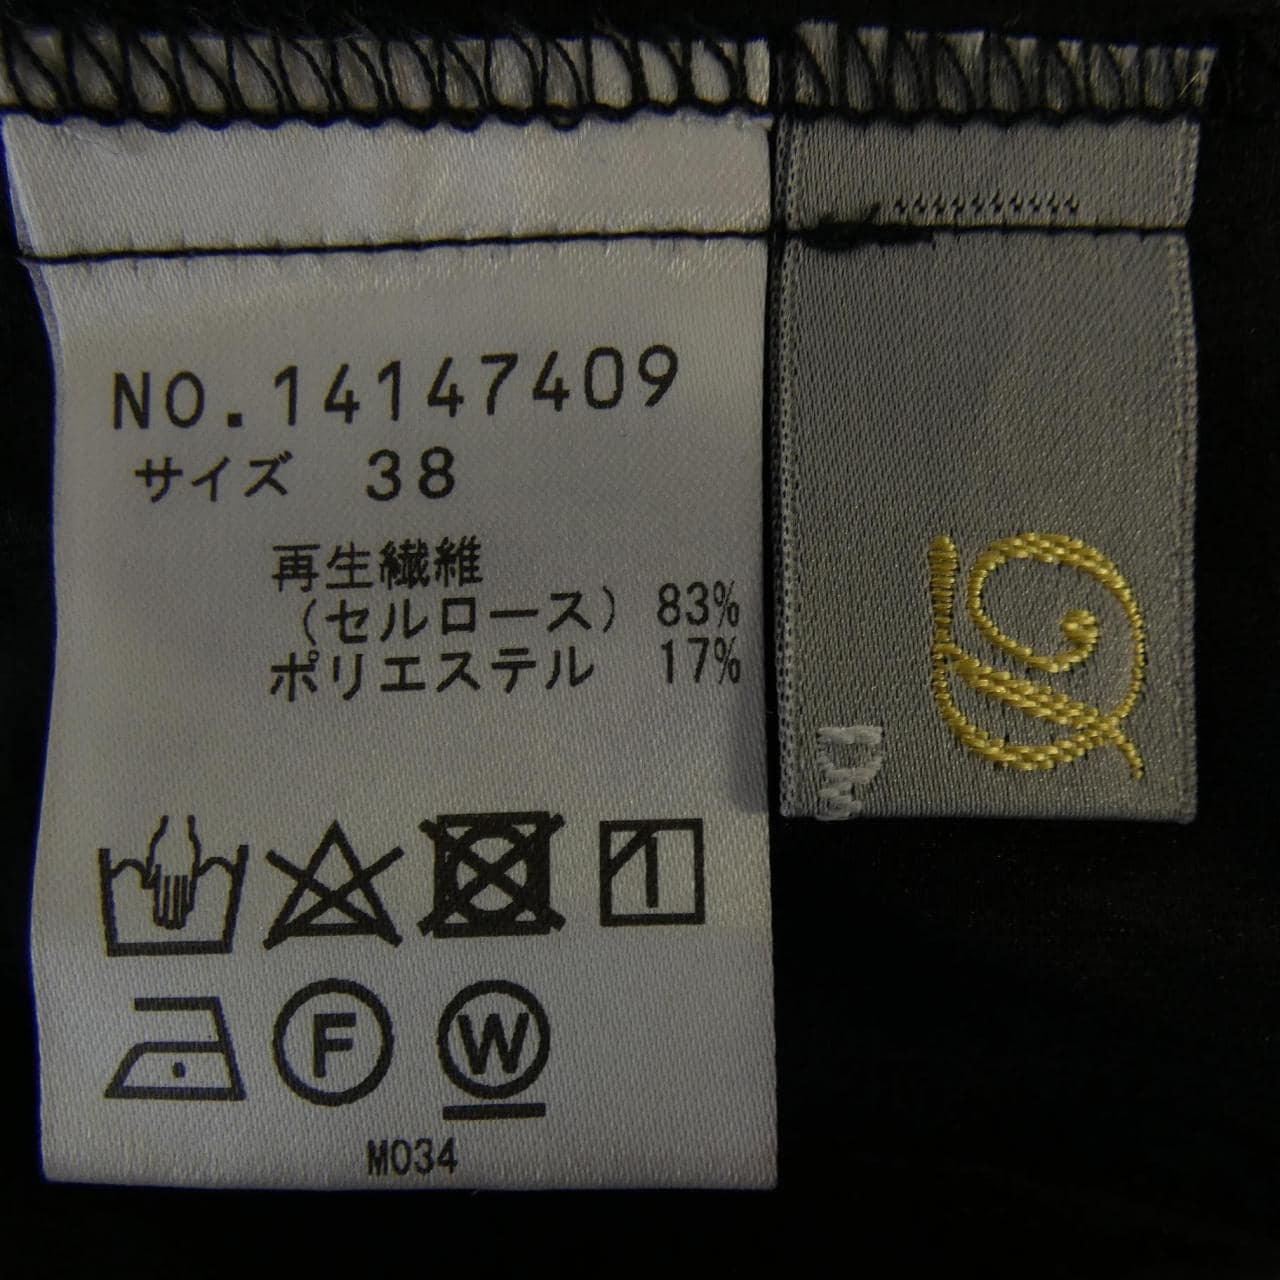 NO.14147409
サイズ 38
再生繊維
（セルロース） 83%
ポリエステル 17%
F W
M034